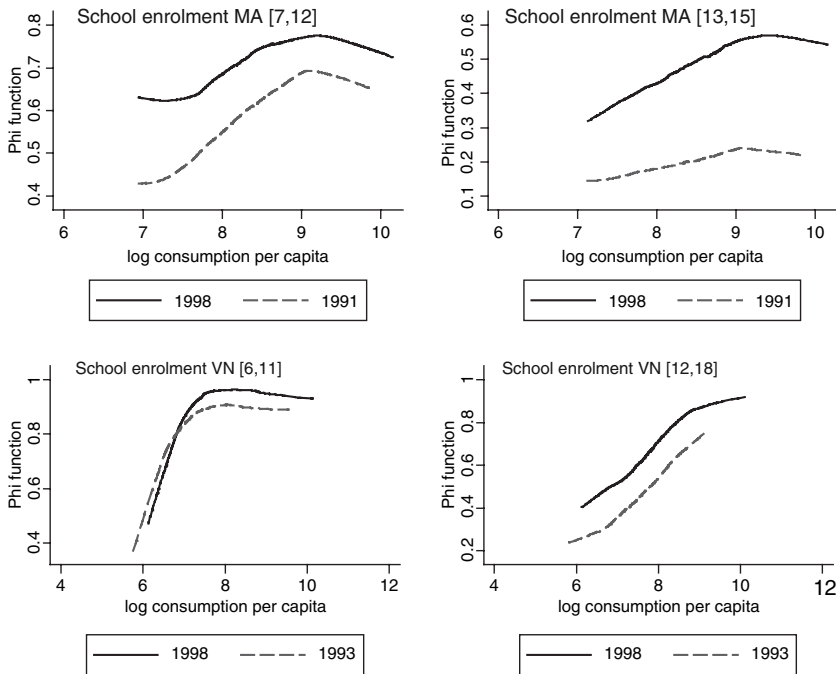 School enrolment MA [7,12]
Phi function
0.4 0.5 0.6 0.7 0.8
6 7 8 9 10
log consumption per capita
1998 1991
School enrolment MA [13,15]
Phi function
0.1 0.2 0.3 0.4 0.5 0.6
6 7 8 9 10
log consumption per capita
1998 1991
School enrolment VN [6,11]
Phi function
0.4 0.6 0.8 1
4 6 8 10 12
log consumption per capita
1998 1993
School enrolment VN [12,18]
Phi function
0.2 0.4 0.6 0.8 1
4 6 8 10 12
log consumption per capita
1998 1993